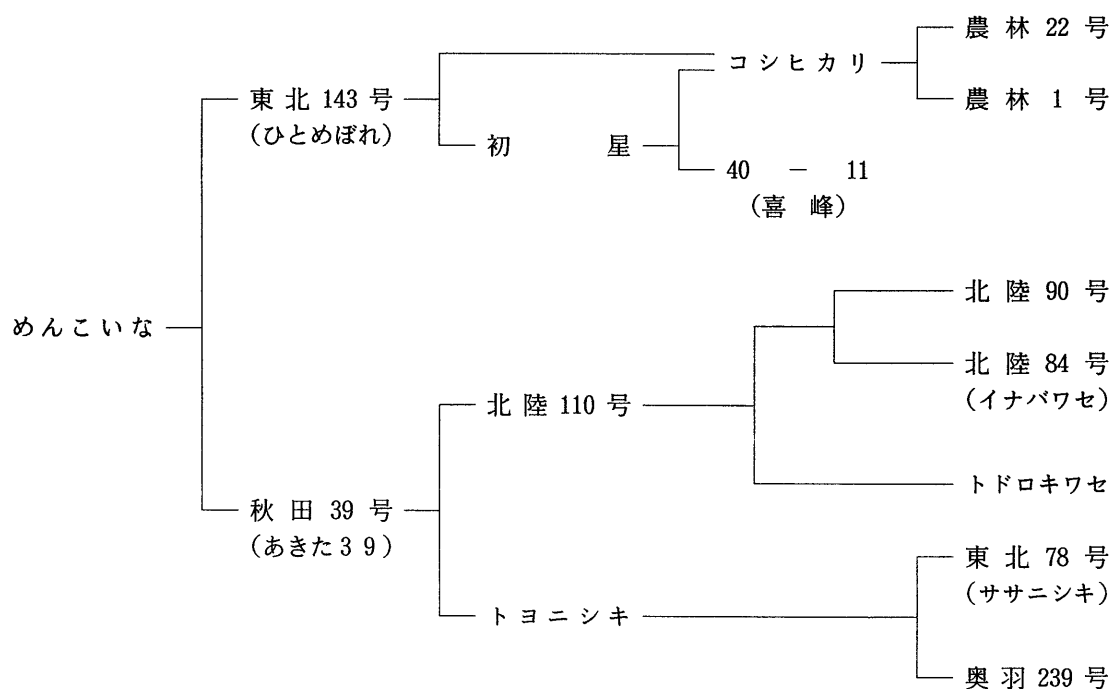 農林 22 号
コシヒカリ
東北 143 号
農林 1 号
(ひとめぼれ)
初星
40 － 11
(喜峰)
北陸 90 号
めんこいな
北陸 84 号
(イナバワセ)
北陸 110 号
トドロキワセ
秋田 39 号
(あきた39)
東北 78 号
(ササニシキ)
トヨニシキ
奥羽 239 号